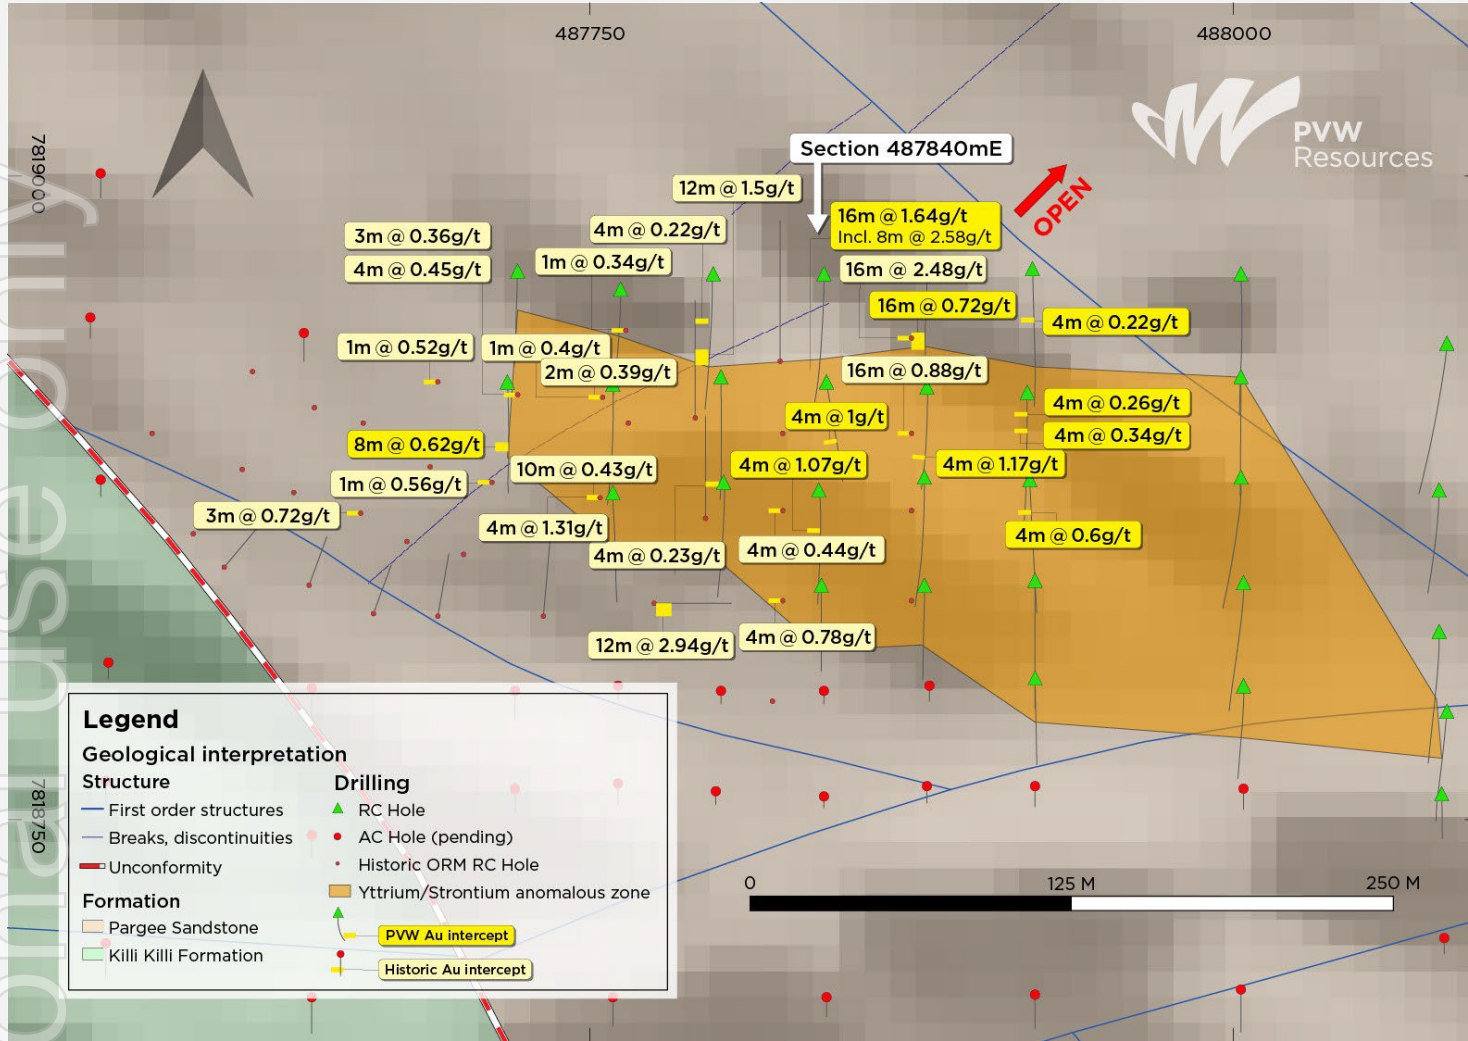 487750
488000
7819000
7818750
PVW
Resources
Section 487840mE
OPEN
12m @ 1.5g/t
16m @ 1.64g/t
Incl. 8m @ 2.58g/t
3m @ 0.36g/t
4m @ 0.22g/t
4m @ 0.45g/t
1m @ 0.34g/t
16m @ 2.48g/t
16m @ 0.72g/t
4m @ 0.22g/t
1m @ 0.52g/t
1m @ 0.4g/t
2m @ 0.39g/t
16m @ 0.88g/t
4m @ 1g/t
4m @ 0.26g/t
4m @ 0.34g/t
8m @ 0.62g/t
10m @ 0.43g/t
4m @ 1.07g/t
4m @ 1.17g/t
1m @ 0.56g/t
3m @ 0.72g/t
4m @ 1.31g/t
4m @ 0.23g/t
4m @ 0.44g/t
4m @ 0.6g/t
12m @ 2.94g/t
4m @ 0.78g/t
Legend
Geological interpretation
Structure
First order structures
Breaks, discontinuities
Unconformity
Formation
Pargee Sandstone
Killi Killi Formation
Drilling
RC Hole
AC Hole (pending)
Historic ORM RC Hole
Yttrium/Strontium anomalous zone
PVW Au intercept
Historic Au intercept
0
125 M
250 M
onal use only